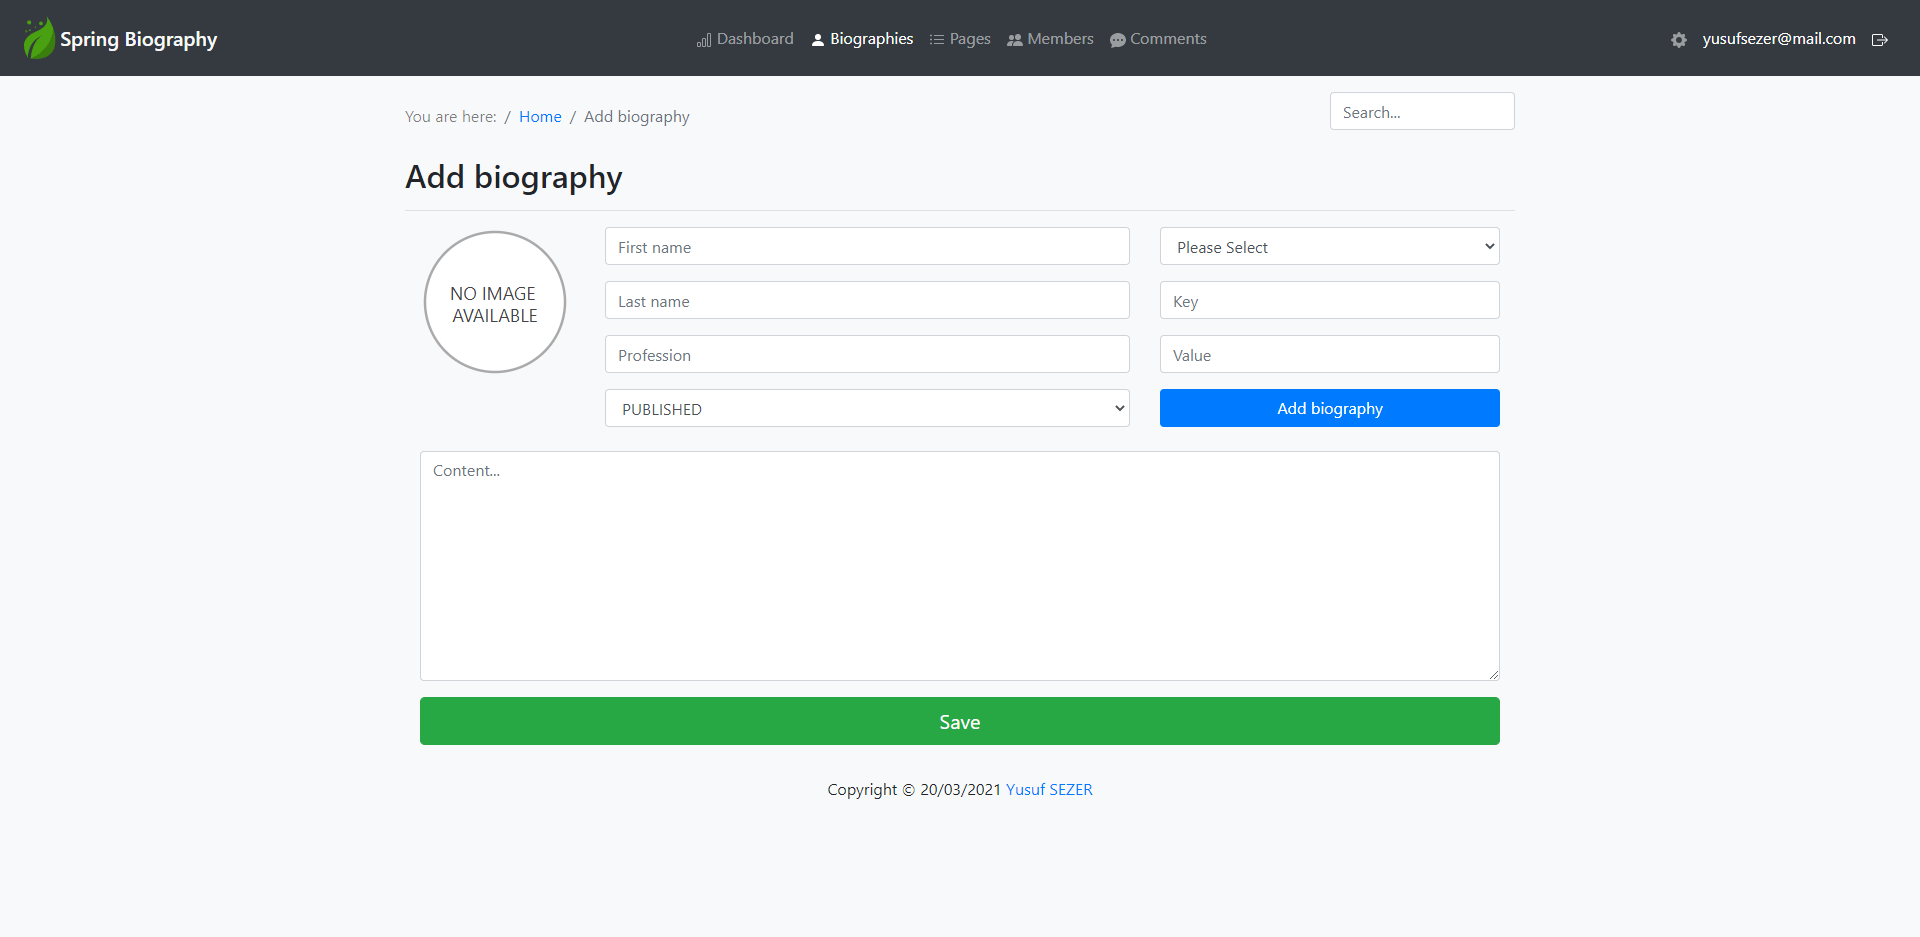 Spring Biography
Dashboard Biographies Pages Members Comments
yusufsezer@mail.com
You are here: / Home / Add biography
Search...
Add biography
NO IMAGE
AVAILABLE
First name
Last name
Profession
PUBLISHED
Please Select
Key
Value
Add biography
Content...
Save
Copyright © 20/03/2021 Yusuf SEZER